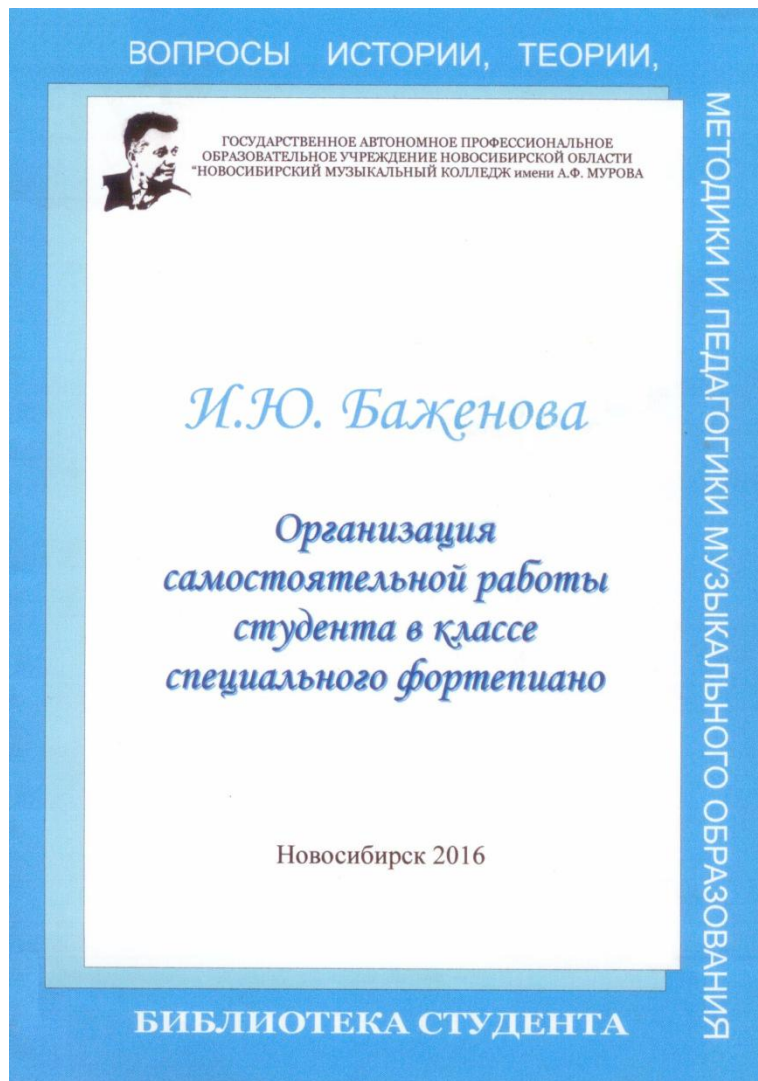 ВОПРОСЫ ИСТОРИИ, ТЕОРИИ,
МЕТОДИКИ И ПЕДАГОГИКИ МУЗЫКАЛЬНОГО ОБРАЗОВАНИЯ
ГОСУДАРСТВЕННОЕ АВТОНОМНОЕ ПРОФЕССИОНАЛЬНОЕ
ОБРАЗОВАТЕЛЬНОЕ УЧРЕЖДЕНИЕ НОВОСИБИРСКОЙ ОБЛАСТИ
"НОВОСИБИРСКИЙ МУЗЫКАЛЬНЫЙ КОЛЛЕДЖ имени А.Ф. МУРОВА
И.Ю. Баженова
Организация
самостоятельной работы
студента в классе
специального фортепиано
Новосибирск 2016
БИБЛИОТЕКА СТУДЕНТА